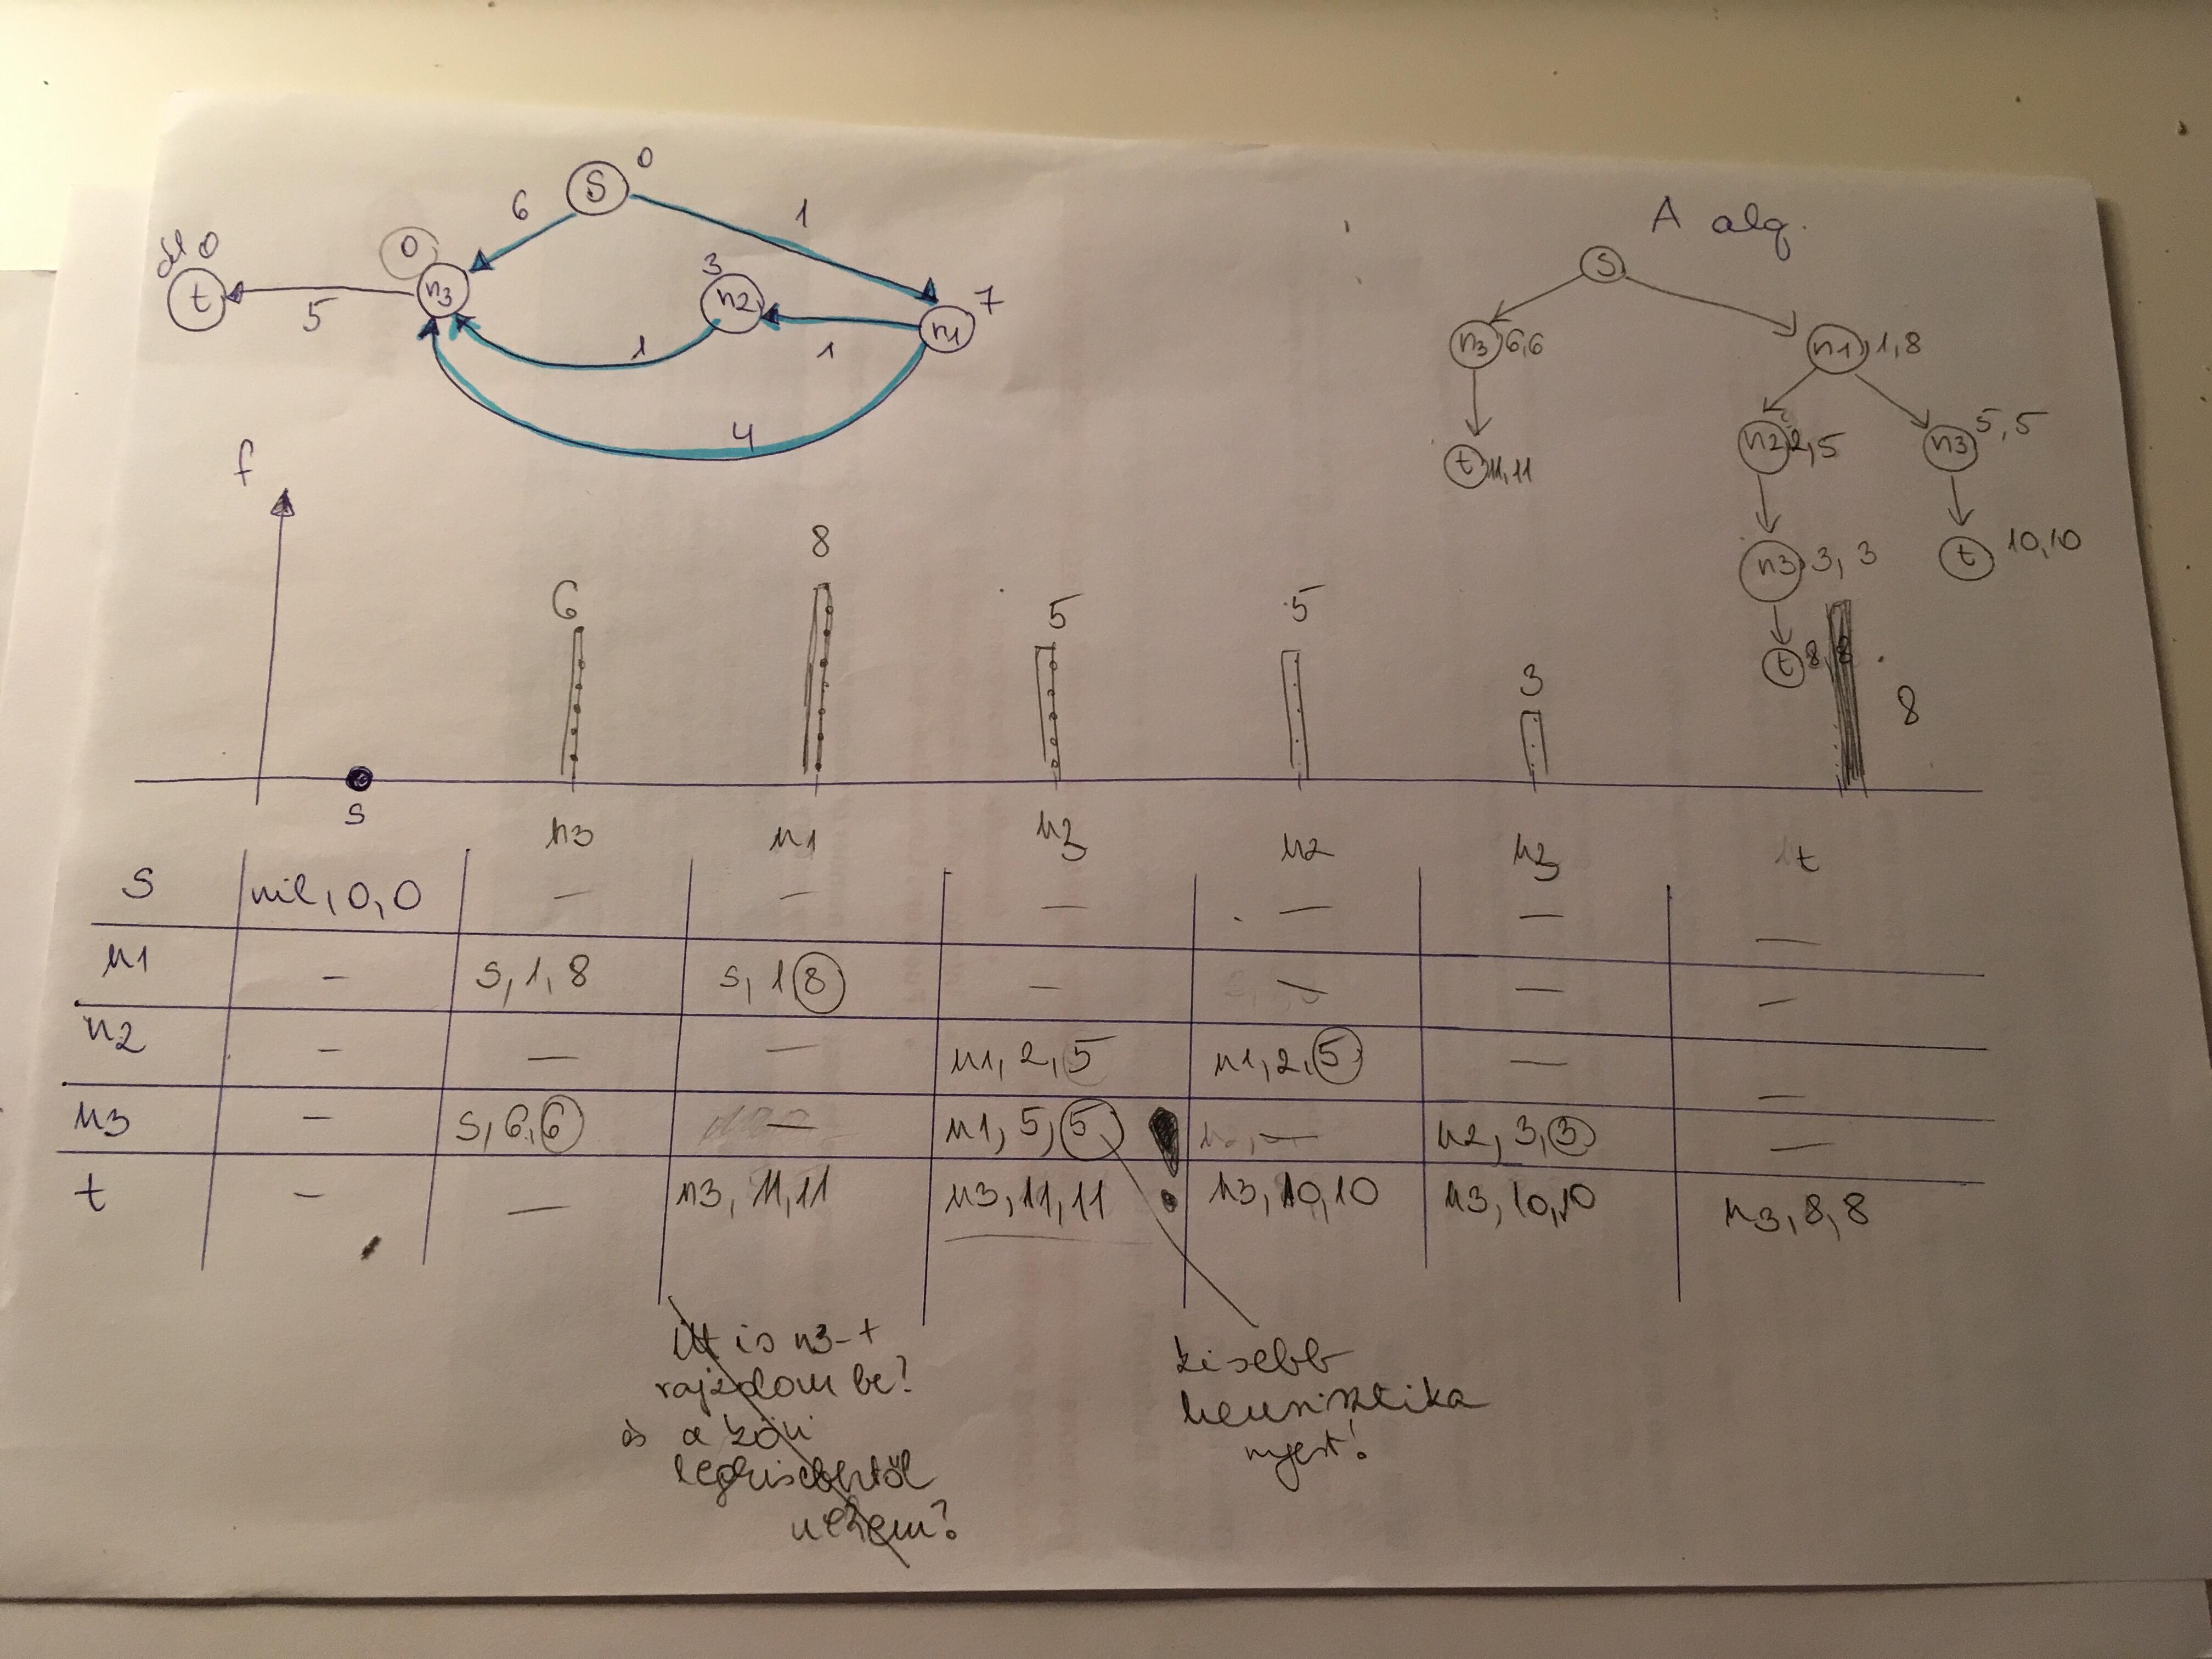 S 0
6
1
0
t
0
n3
5
3
n2
1
1
n1
7
4
A alg.
S
n3 6,6
n1 1,8
t 11,11
n2 2,5
n3 5,5
n3 3, 3
t 10,10
t 8,8
f
6
8
5
5
3
8
s
n3
n1
n3
n2
n3
t
s nil,0,0 — — — — — —
n1 — s,1,8 s,1 8 — — — —
n2 — — — n1,2,5 n1,2,5 — —
n3 — s,6,6 — n1,5,5 — n2,3,3 —
t — — n3,11,11 n3,11,11 n3,10,10 n3,10,10 n3,8,8
itt is n3-t
rajzolom be?
és a
legkisebbtől
nézem?
kisebb
heurisztika
nyert!